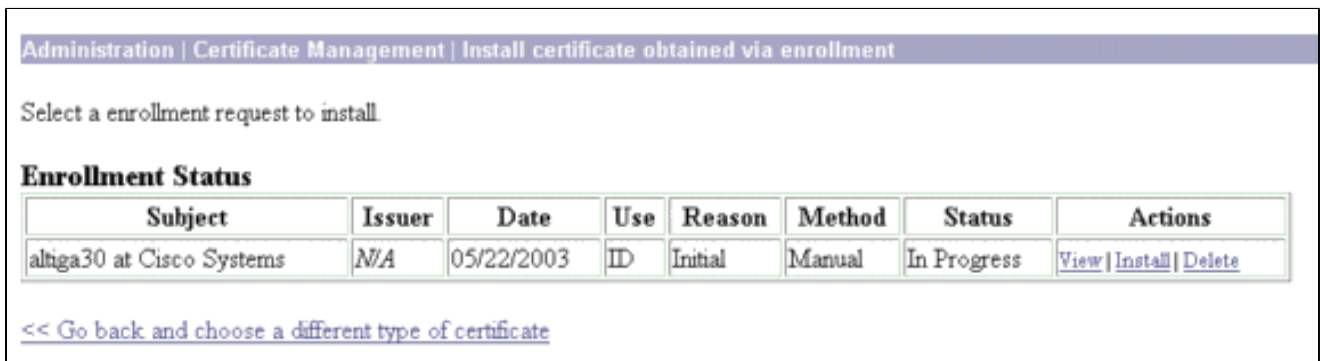 Administration | Certificate Management | Install certificate obtained via enrollment
Select a enrollment request to install.
Enrollment Status
Subject Issuer Date Use Reason Method Status Actions
altiga30 at Cisco Systems N/A 05/22/2003 ID Initial Manual In Progress View | Install | Delete
<< Go back and choose a different type of certificate